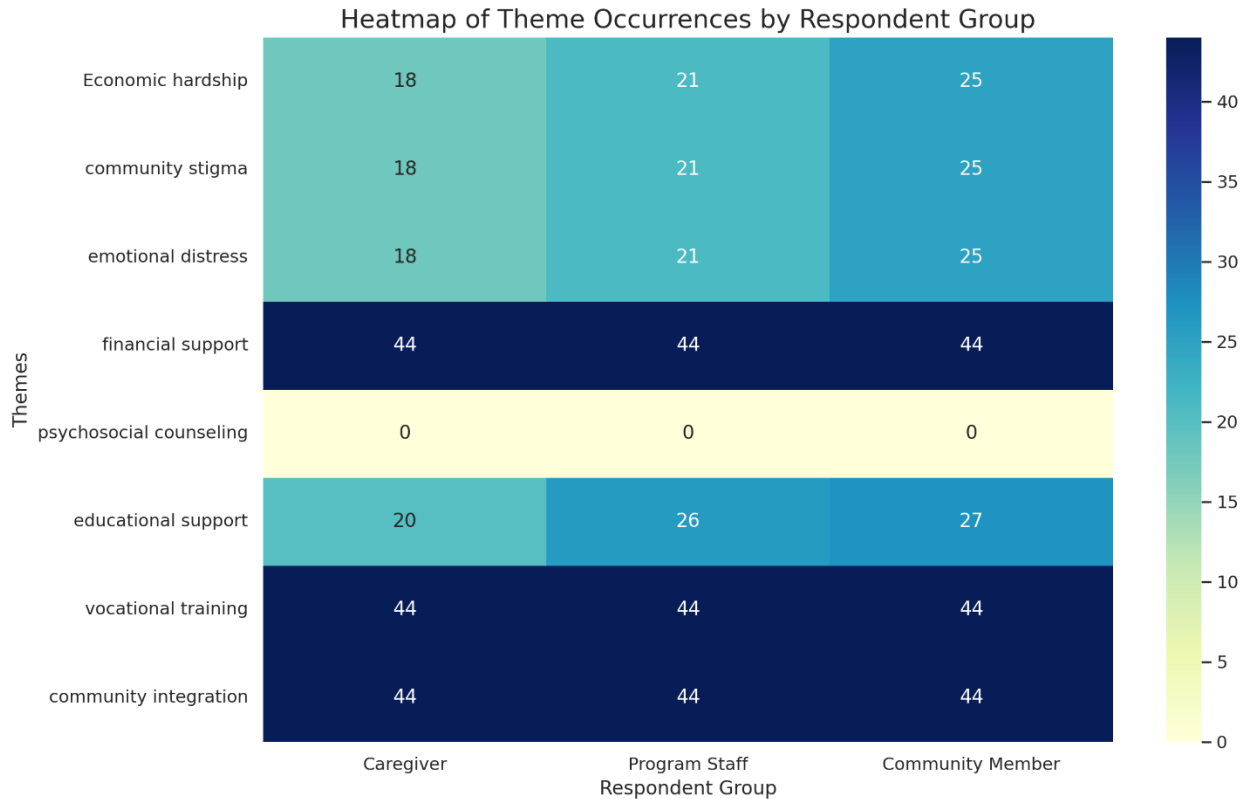 Heatmap of Theme Occurrences by Respondent Group
Economic hardship 18 21 25
community stigma 18 21 25
emotional distress 18 21 25
financial support 44 44 44
psychosocial counseling 0 0 0
educational support 20 26 27
vocational training 44 44 44
community integration 44 44 44
Themes
Caregiver Program Staff Community Member
Respondent Group
40
35
30
25
20
15
10
5
0